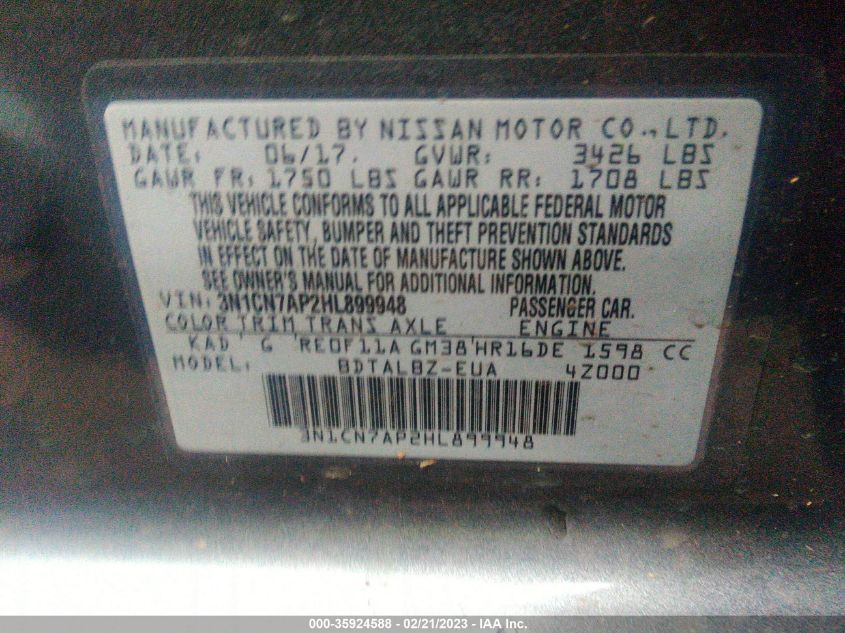 MANUFACTURED BY NISSAN MOTOR CO., LTD.
DATE: 06/17. GVWR: 3426 LBS
GAWR FR: 1750 LBS GAWR RR: 1708 LBS
THIS VEHICLE CONFORMS TO ALL APPLICABLE FEDERAL MOTOR
VEHICLE SAFETY, BUMPER AND THEFT PREVENTION STANDARDS
IN EFFECT ON THE DATE OF MANUFACTURE SHOWN ABOVE.
SEE OWNER'S MANUAL FOR ADDITIONAL INFORMATION.
VIN: 3N1CN7AP2HL899948 PASSENGER CAR.
COLOR TRIM TRANS AXLE ENGINE
KAD G RE0F11A GM38 HR16DE 1598 CC
MODEL: BDTALBZ-EUA 4Z000
3N1CN7AP2HL899948
000-35924588 - 02/21/2023 - IAA Inc.